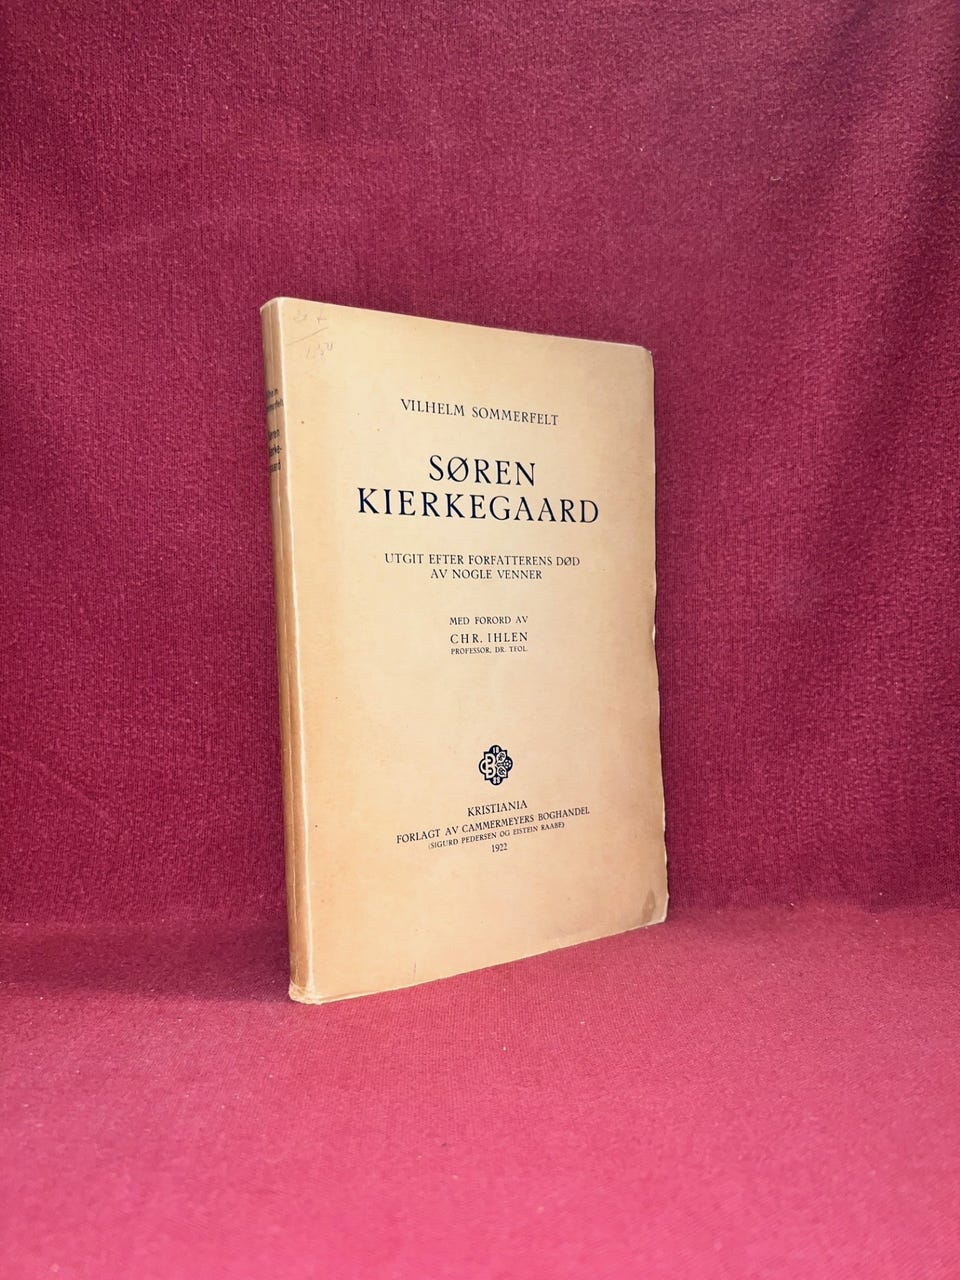 VILHELM SOMMERFELT
SØREN
KIERKEGAARD
UTGIT EFTER FORFATTERENS DØD
AV NOGLE VENNER
MED FORORD AV
CHR. IHLEN
PROFESSOR, DR. TEOL.
KRISTIANIA
FORLAGT AV CAMMERMEYERS BOGHANDEL
(SIGURD PEDERSEN OG EISTEIN RAABE)
1922